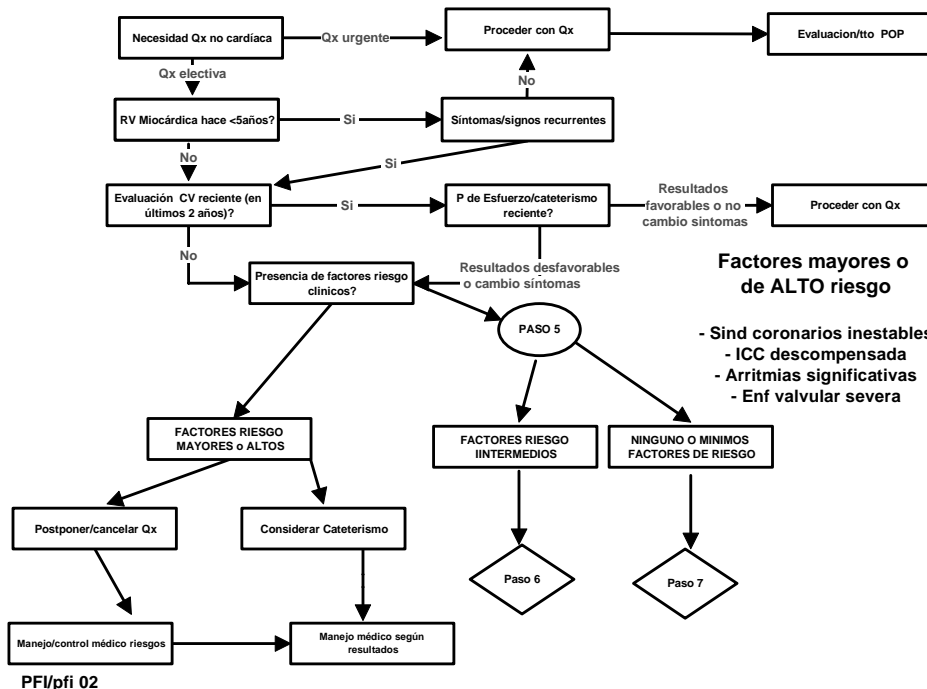 Necesidad Qx no cardíaca
Qx urgente
Proceder con Qx
Evaluacion/tto POP
Qx electiva
No
RV Miocárdica hace <5años?
Si
Síntomas/signos recurrentes
No
Si
Evaluación CV reciente (en
últimos 2 años)?
Si
P de Esfuerzo/cateterismo
reciente?
Resultados
favorables o no
cambio síntomas
Proceder con Qx
No
Presencia de factores riesgo
clinicos?
Resultados desfavorables
o cambio síntomas
Factores mayores o
de ALTO riesgo
PASO 5
- Sind coronarios inestables
- ICC descompensada
- Arritmias significativas
- Enf valvular severa
FACTORES RIESGO
MAYORES o ALTOS
FACTORES RIESGO
IINTERMEDIOS
NINGUNO O MINIMOS
FACTORES DE RIESGO
Postponer/cancelar Qx
Considerar Cateterismo
Paso 6
Paso 7
Manejo/control médico riesgos
Manejo médico según
resultados
PFI/pfi 02